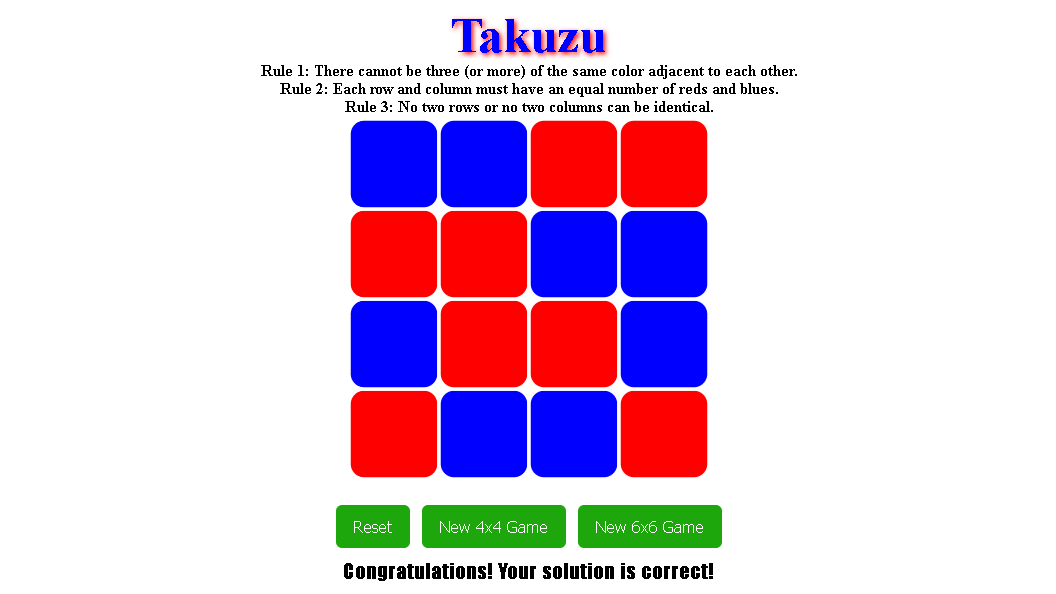 Takuzu
Rule 1: There cannot be three (or more) of the same color adjacent to each other.
Rule 2: Each row and column must have an equal number of reds and blues.
Rule 3: No two rows or no two columns can be identical.
Reset
New 4x4 Game
New 6x6 Game
Congratulations! Your solution is correct!